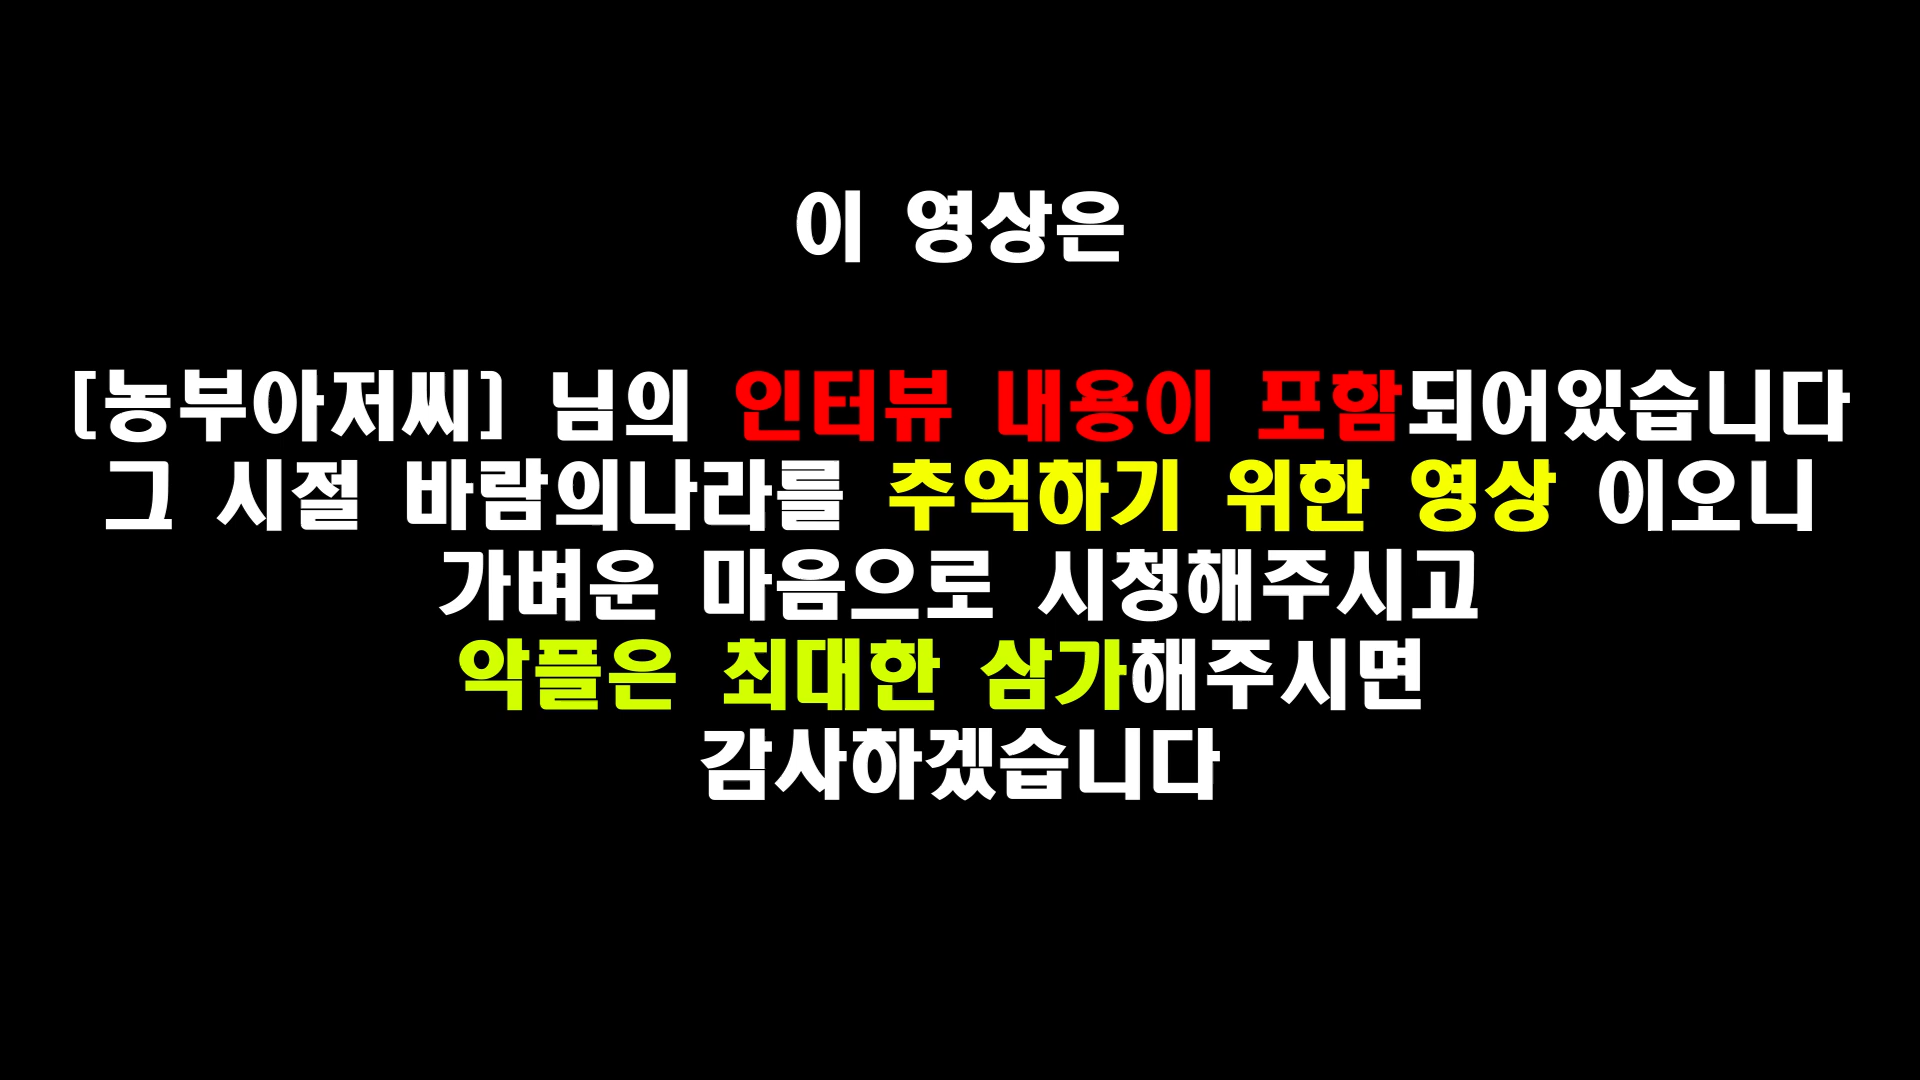 이 영상은
[농부아저씨] 님의 인터뷰 내용이 포함되어있습니다
그 시절 바람의나라를 추억하기 위한 영상 이오니
가벼운 마음으로 시청해주시고
악플은 최대한 삼가해주시면
감사하겠습니다